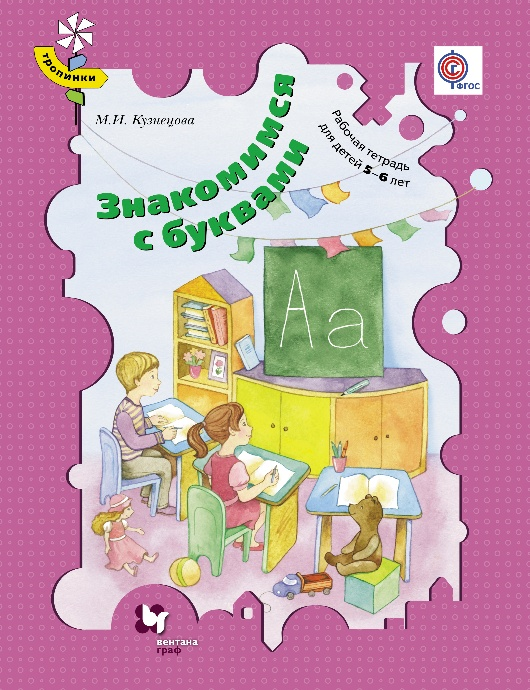 тропинки
ФГОС
М.И. Кузнецова
Рабочая тетрадь
для детей 5–6 лет
Знакомимся
с буквами
Аа
вентана
граф